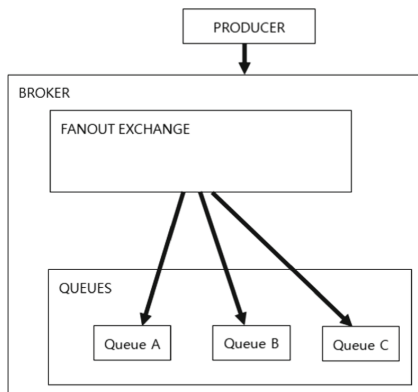 PRODUCER
BROKER
FANOUT EXCHANGE
QUEUES
Queue A
Queue B
Queue C